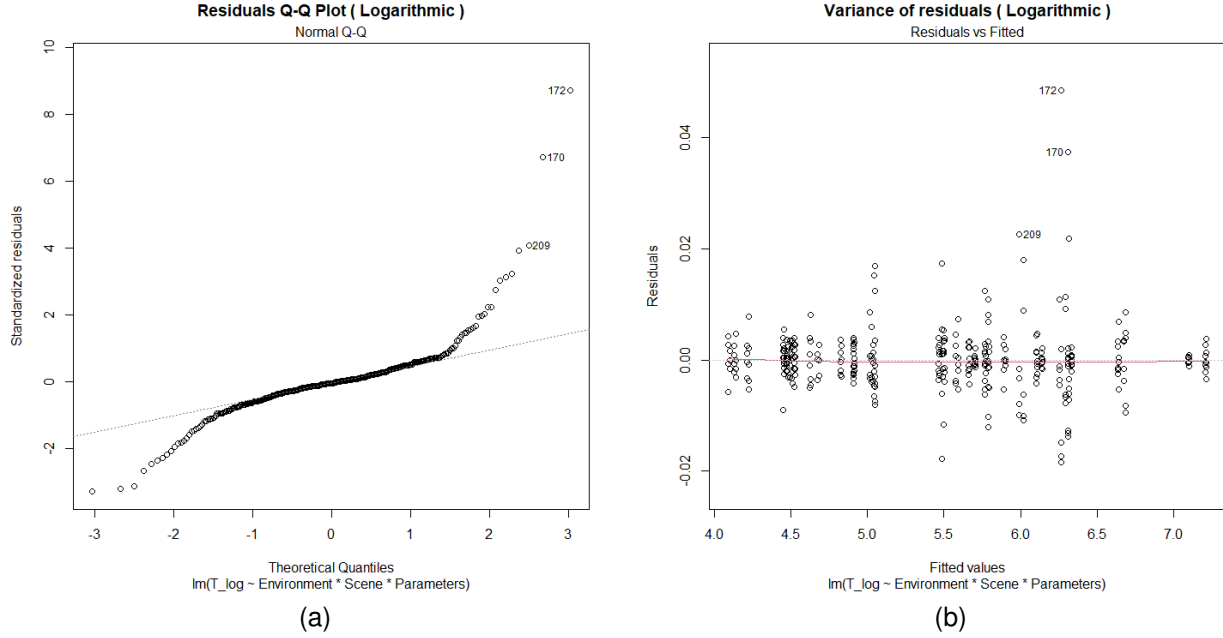 Residuals Q-Q Plot ( Logarithmic )
Normal Q-Q
10
8
6
4
2
0
-2
Standardized residuals
172
170
209
-3 -2 -1 0 1 2 3
Theoretical Quantiles
lm(T_log ~ Environment * Scene * Parameters)
(a)
Variance of residuals ( Logarithmic )
Residuals vs Fitted
0.04
0.02
0.00
-0.02
Residuals
172
170
209
4.0 4.5 5.0 5.5 6.0 6.5 7.0
Fitted values
lm(T_log ~ Environment * Scene * Parameters)
(b)